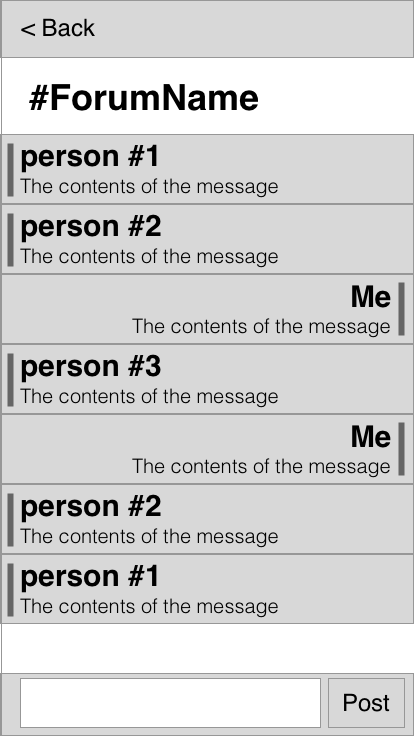 < Back
#ForumName
person #1
The contents of the message
person #2
The contents of the message
Me
The contents of the message
person #3
The contents of the message
Me
The contents of the message
person #2
The contents of the message
person #1
The contents of the message
Post